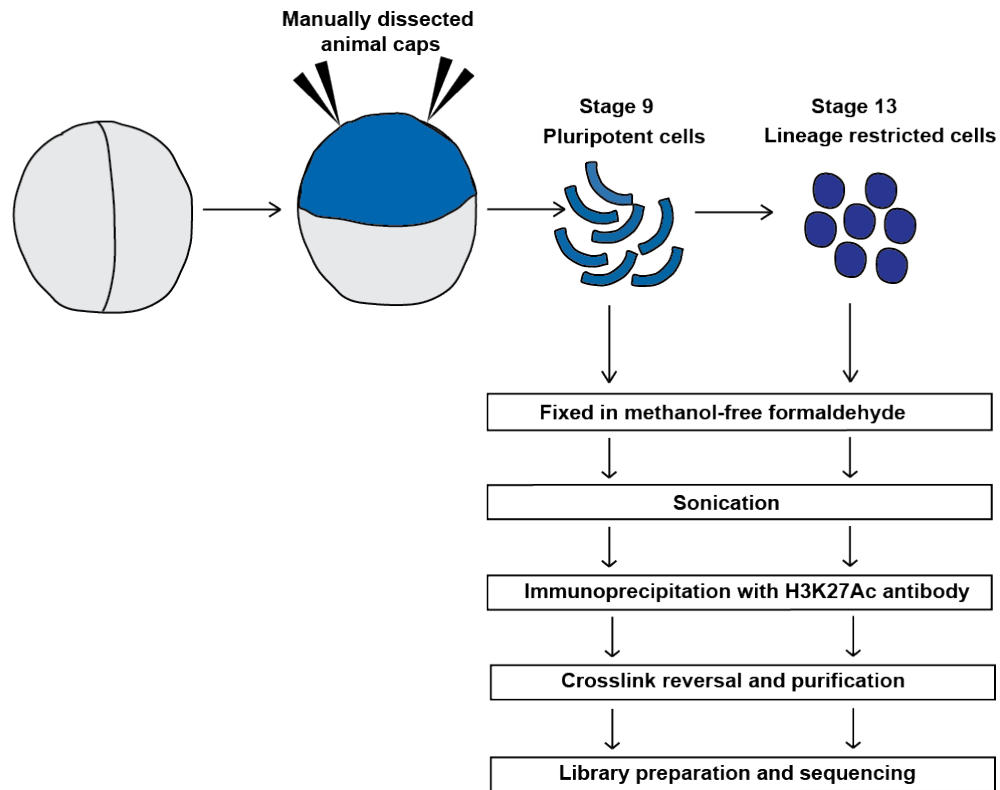 Manually dissected
animal caps
Stage 9
Pluripotent cells
Stage 13
Lineage restricted cells
Fixed in methanol-free formaldehyde
Sonication
Immunoprecipitation with H3K27Ac antibody
Crosslink reversal and purification
Library preparation and sequencing